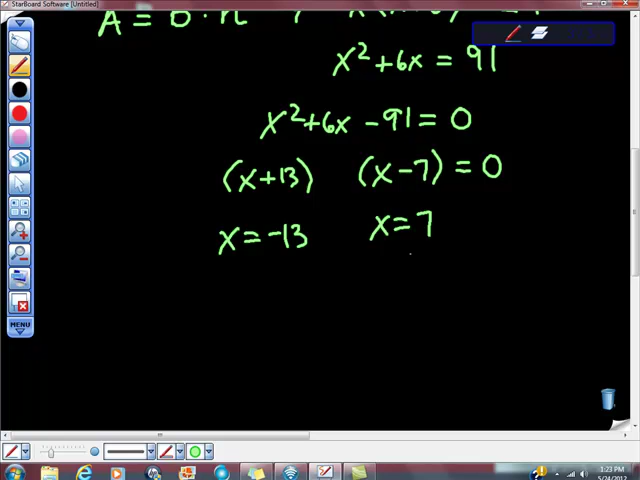 StarBoard Software [Untitled]
A = b · h
x² + 6x = 91
x² + 6x - 91 = 0
(x + 13) (x - 7) = 0
x = -13 x = 7
MENU
1:23 PM
5/24/2012